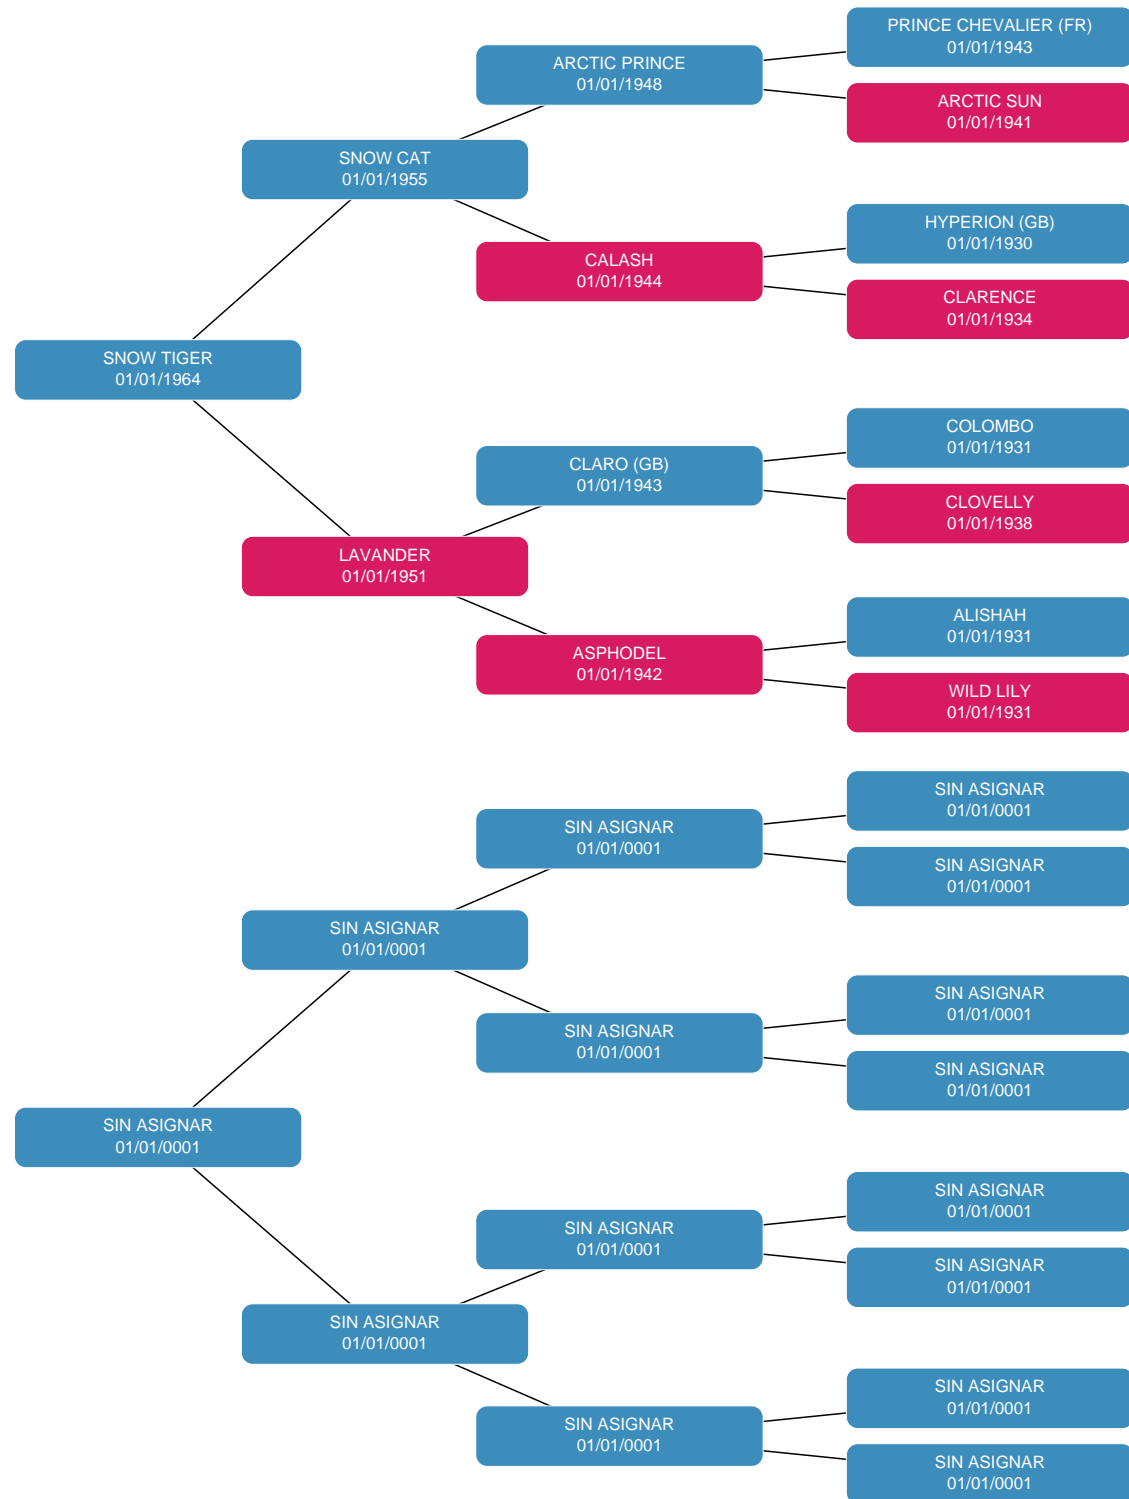 PRINCE CHEVALIER (FR)
01/01/1943
ARCTIC PRINCE
01/01/1948
ARCTIC SUN
01/01/1941
SNOW CAT
01/01/1955
HYPERION (GB)
01/01/1930
CALASH
01/01/1944
CLARENCE
01/01/1934
SNOW TIGER
01/01/1964
COLOMBO
01/01/1931
CLARO (GB)
01/01/1943
CLOVELLY
01/01/1938
LAVANDER
01/01/1951
ALISHAH
01/01/1931
ASPHODEL
01/01/1942
WILD LILY
01/01/1931
SIN ASIGNAR
01/01/0001
SIN ASIGNAR
01/01/0001
SIN ASIGNAR
01/01/0001
SIN ASIGNAR
01/01/0001
SIN ASIGNAR
01/01/0001
SIN ASIGNAR
01/01/0001
SIN ASIGNAR
01/01/0001
SIN ASIGNAR
01/01/0001
SIN ASIGNAR
01/01/0001
SIN ASIGNAR
01/01/0001
SIN ASIGNAR
01/01/0001
SIN ASIGNAR
01/01/0001
SIN ASIGNAR
01/01/0001
SIN ASIGNAR
01/01/0001
SIN ASIGNAR
01/01/0001